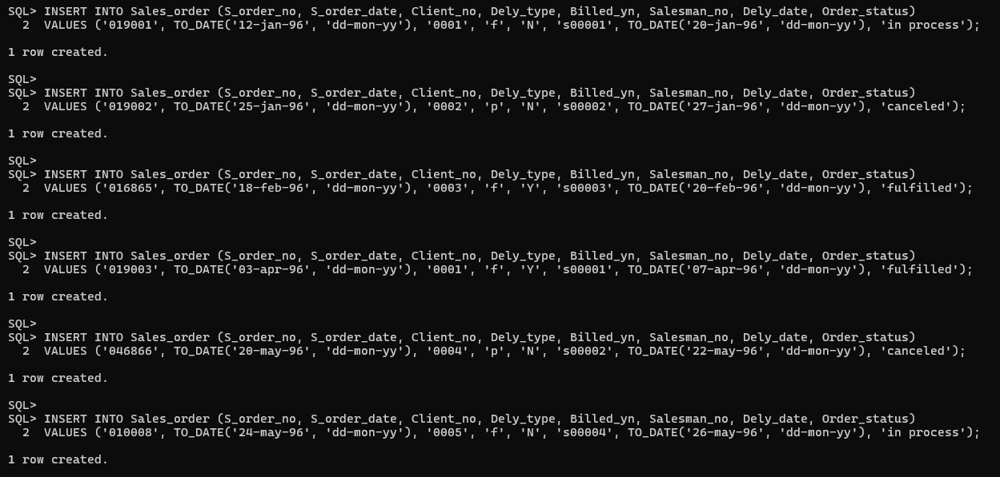 SQL> INSERT INTO Sales_order (S_order_no, S_order_date, Client_no, Dely_type, Billed_yn, Salesman_no, Dely_date, Order_status)
  2  VALUES ('019001', TO_DATE('12-jan-96', 'dd-mon-yy'), '0001', 'f', 'N', 's00001', TO_DATE('20-jan-96', 'dd-mon-yy'), 'in process');
1 row created.
SQL>
SQL> INSERT INTO Sales_order (S_order_no, S_order_date, Client_no, Dely_type, Billed_yn, Salesman_no, Dely_date, Order_status)
  2  VALUES ('019002', TO_DATE('25-jan-96', 'dd-mon-yy'), '0002', 'p', 'N', 's00002', TO_DATE('27-jan-96', 'dd-mon-yy'), 'canceled');
1 row created.
SQL>
SQL> INSERT INTO Sales_order (S_order_no, S_order_date, Client_no, Dely_type, Billed_yn, Salesman_no, Dely_date, Order_status)
  2  VALUES ('016865', TO_DATE('18-feb-96', 'dd-mon-yy'), '0003', 'f', 'Y', 's00003', TO_DATE('20-feb-96', 'dd-mon-yy'), 'fulfilled');
1 row created.
SQL>
SQL> INSERT INTO Sales_order (S_order_no, S_order_date, Client_no, Dely_type, Billed_yn, Salesman_no, Dely_date, Order_status)
  2  VALUES ('019003', TO_DATE('03-apr-96', 'dd-mon-yy'), '0001', 'f', 'Y', 's00001', TO_DATE('07-apr-96', 'dd-mon-yy'), 'fulfilled');
1 row created.
SQL>
SQL> INSERT INTO Sales_order (S_order_no, S_order_date, Client_no, Dely_type, Billed_yn, Salesman_no, Dely_date, Order_status)
  2  VALUES ('046866', TO_DATE('20-may-96', 'dd-mon-yy'), '0004', 'p', 'N', 's00002', TO_DATE('22-may-96', 'dd-mon-yy'), 'canceled');
1 row created.
SQL>
SQL> INSERT INTO Sales_order (S_order_no, S_order_date, Client_no, Dely_type, Billed_yn, Salesman_no, Dely_date, Order_status)
  2  VALUES ('010008', TO_DATE('24-may-96', 'dd-mon-yy'), '0005', 'f', 'N', 's00004', TO_DATE('26-may-96', 'dd-mon-yy'), 'in process');
1 row created.